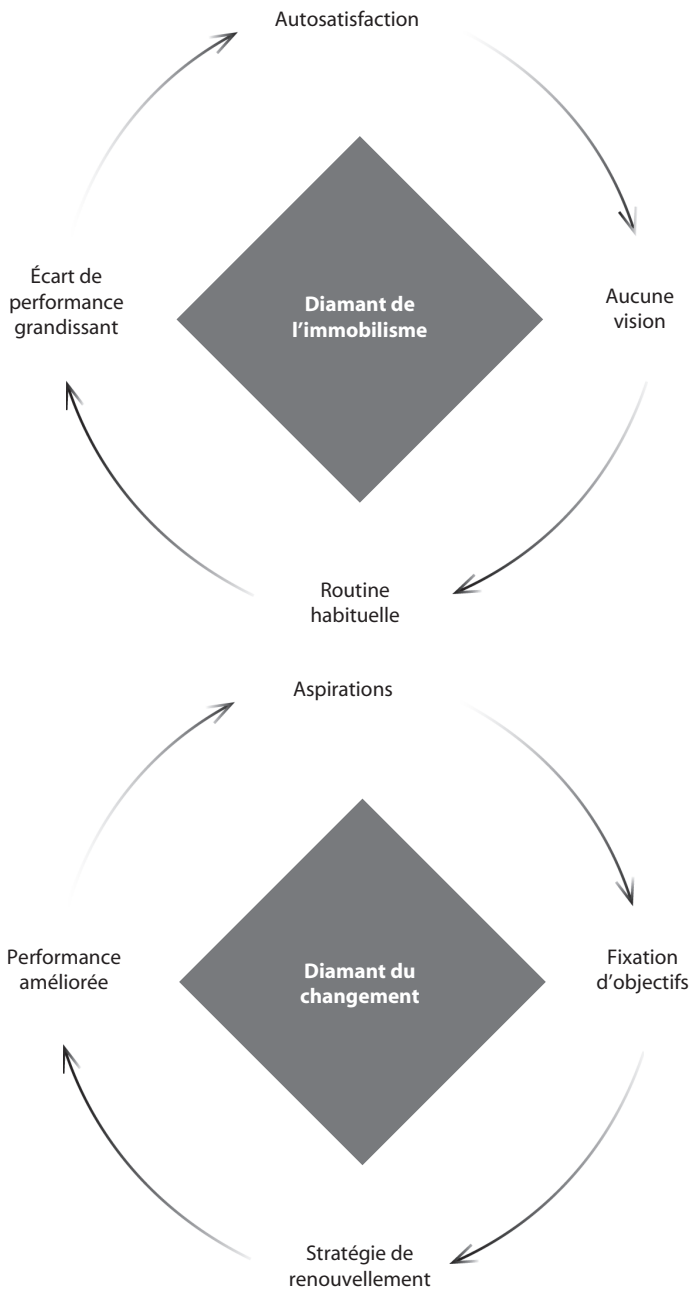 Autosatisfaction
Écart de
performance
grandissant
Diamant de
l’immobilisme
Aucune
vision
Routine
habituelle
Aspirations
Performance
améliorée
Diamant du
changement
Fixation
d’objectifs
Stratégie de
renouvellement